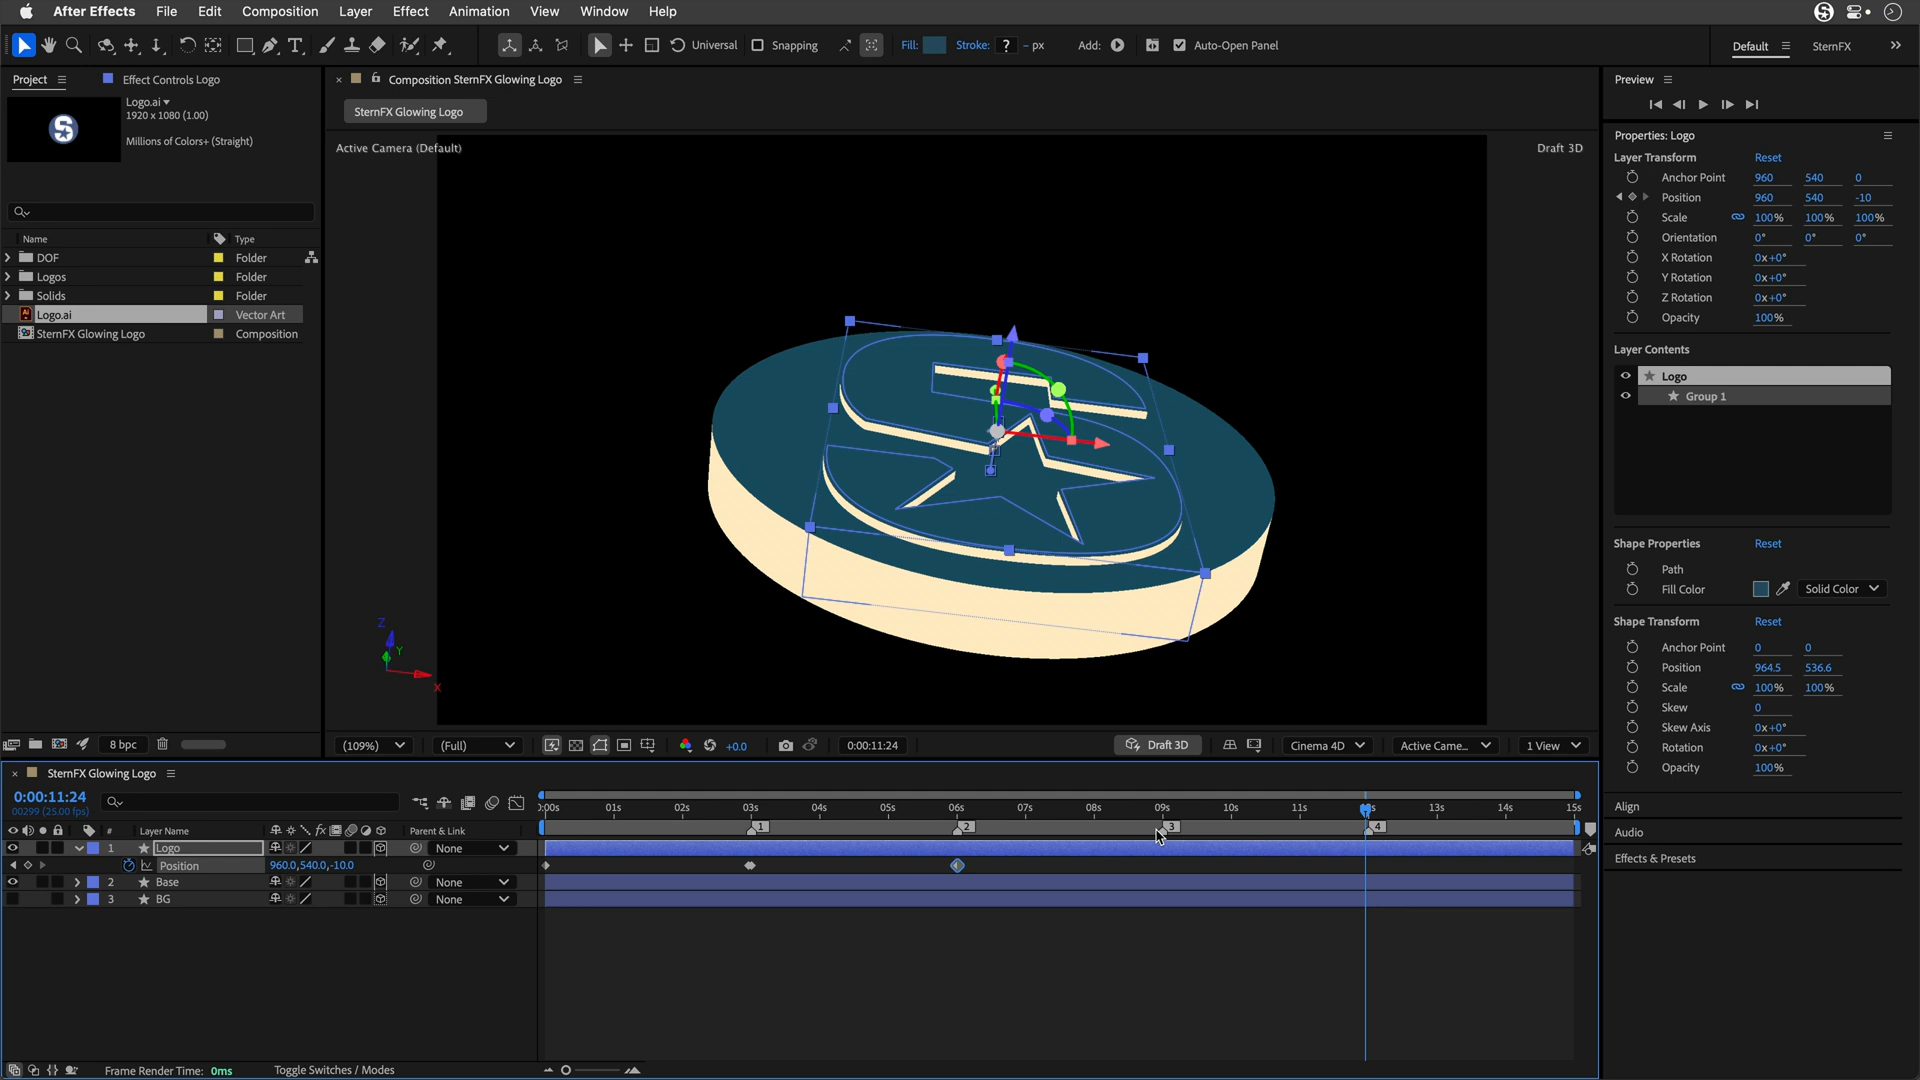 After Effects File Edit Composition Layer Effect Animation View Window Help
Universal Snapping Fill: Stroke: ? - px Add: Auto-Open Panel Default SternFX
Project Effect Controls Logo Composition SternFX Glowing Logo Preview
Logo.ai
1920 x 1080 (1.00)
Millions of Colors+ (Straight)
SternFX Glowing Logo
Active Camera (Default) Draft 3D
Name Type
DOF Folder
Logos Folder
Solids Folder
Logo.ai Vector Art
SternFX Glowing Logo Composition
Z
Y
X
8 bpc
(109%) (Full) +0.0 0:00:11:24 Draft 3D Cinema 4D Active Came... 1 View
Properties: Logo
Layer Transform Reset
Anchor Point 960 540 0
Position 960 540 -10
Scale 100% 100% 100%
Orientation 0° 0° 0°
X Rotation 0x+0°
Y Rotation 0x+0°
Z Rotation 0x+0°
Opacity 100%
Layer Contents
Logo
Group 1
Shape Properties Reset
Path
Fill Color Solid Color
Shape Transform Reset
Anchor Point 0 0
Position 964.5 536.6
Scale 100% 100%
Skew 0
Skew Axis 0x+0°
Rotation 0x+0°
Opacity 100%
Align
Audio
Effects & Presets
SternFX Glowing Logo
0:00:11:24
00299 (25.00 fps)
:00s 01s 02s 03s 04s 05s 06s 07s 08s 09s 10s 11s 13s 14s 15s
# Layer Name fx Parent & Link
1 2 3 4
1 Logo None
Position 960.0,540.0,-10.0
2 Base None
3 BG None
Frame Render Time: 0ms Toggle Switches / Modes